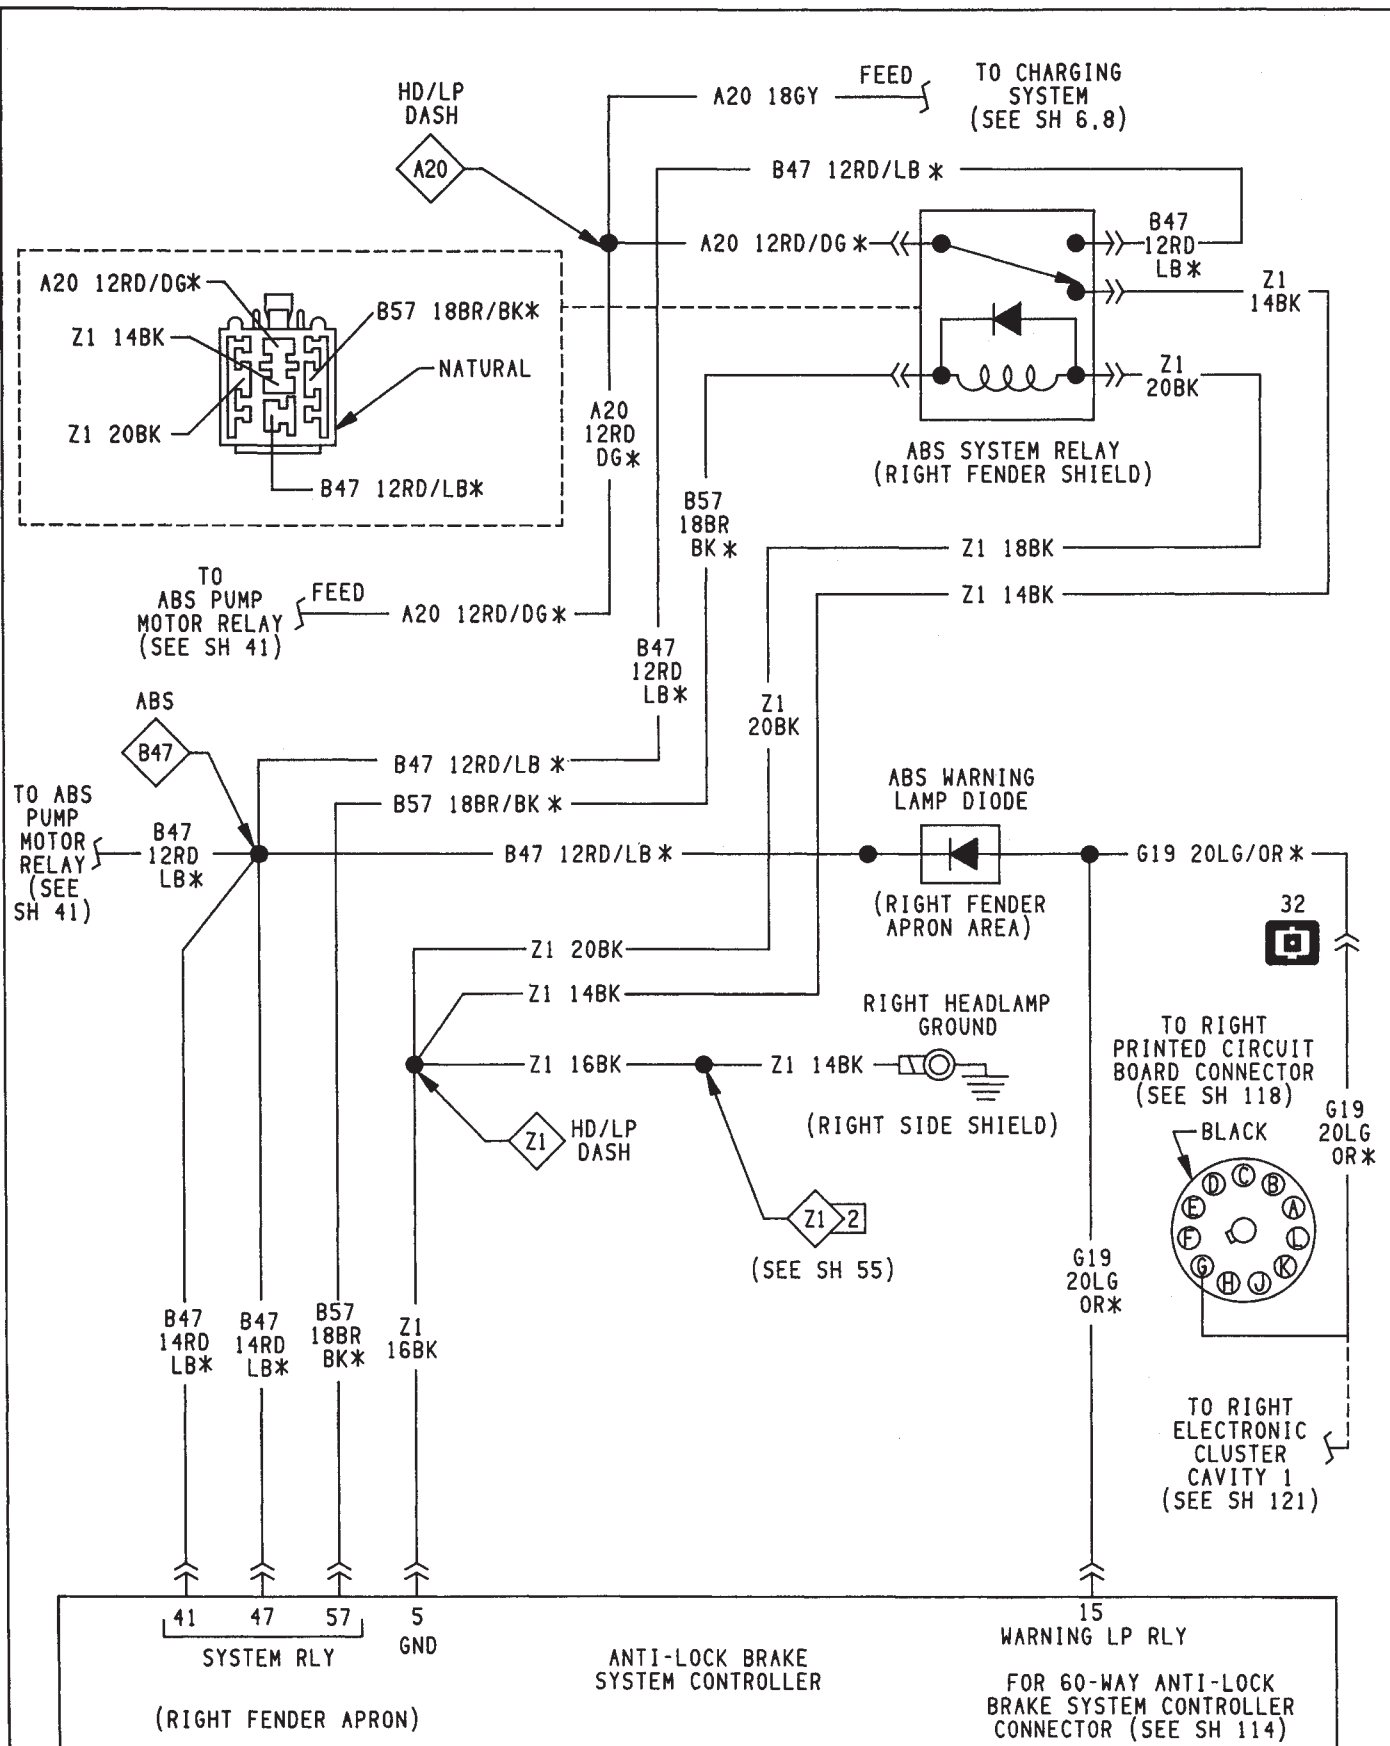 FEED
TO CHARGING
SYSTEM
(SEE SH 6,8)
A20 18GY
HD/LP
DASH
A20
B47 12RD/LB *
A20 12RD/DG *
B47
12RD
LB *
Z1
14BK
Z1
20BK
ABS SYSTEM RELAY
(RIGHT FENDER SHIELD)
A20 12RD/DG*
B57 18BR/BK*
Z1 14BK
NATURAL
Z1 20BK
B47 12RD/LB*
A20
12RD
DG*
B57
18BR
BK *
Z1 18BK
Z1 14BK
TO
ABS PUMP
MOTOR RELAY
(SEE SH 41)
FEED
A20 12RD/DG *
B47
12RD
LB*
Z1
20BK
ABS
B47
B47 12RD/LB *
B57 18BR/BK *
ABS WARNING
LAMP DIODE
TO ABS
PUMP
MOTOR
RELAY
(SEE
SH 41)
B47
12RD
LB*
B47 12RD/LB *
G19 20LG/OR *
(RIGHT FENDER
APRON AREA)
32
Z1 20BK
Z1 14BK
RIGHT HEADLAMP
GROUND
Z1 16BK
Z1 14BK
(RIGHT SIDE SHIELD)
Z1
HD/LP
DASH
Z1 2
(SEE SH 55)
TO RIGHT
PRINTED CIRCUIT
BOARD CONNECTOR
(SEE SH 118)
BLACK
G19
20LG
OR*
C
D
B
E
A
F
L
G
K
H
J
G19
20LG
OR*
B47
14RD
LB*
B47
14RD
LB*
B57
18BR
BK*
Z1
16BK
TO RIGHT
ELECTRONIC
CLUSTER
CAVITY 1
(SEE SH 121)
41 47 57
SYSTEM RLY
5
GND
15
WARNING LP RLY
ANTI-LOCK BRAKE
SYSTEM CONTROLLER
(RIGHT FENDER APRON)
FOR 60-WAY ANTI-LOCK
BRAKE SYSTEM CONTROLLER
CONNECTOR (SEE SH 114)